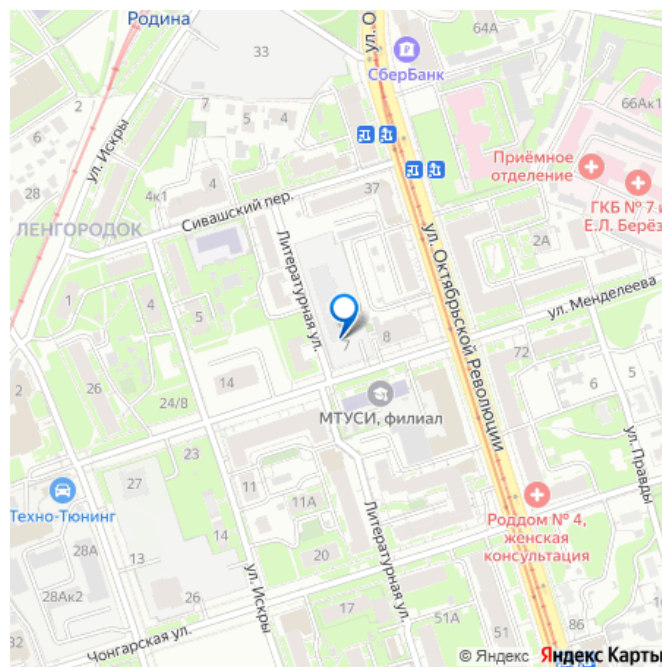 Родина
ул. О
33
СберБанк
64А
66Ак1
6
7
5
4
2
ул. Искры
28
4к1
4
37
Приёмное
отделение
ГКБ № 7 и
Е.Л. Берёз
Сивашский пер.
ЛЕНГОРОДОК
2А
ул. Октябрьской Революции
Литературная ул.
1
4
5
ул. Менделеева
7
8
72
26
14
2
24/8
6
5
МТУСИ, филиал
ул. Правды
23
27
11
11А
Техно-Тюнинг
Роддом № 4,
женская
консультация
14
28А
13
20
28Ак2
26
ул. Искры
Литературная ул.
17
51А
32
Чонгарская ул.
51
86
© Яндекс Яндекс Карты